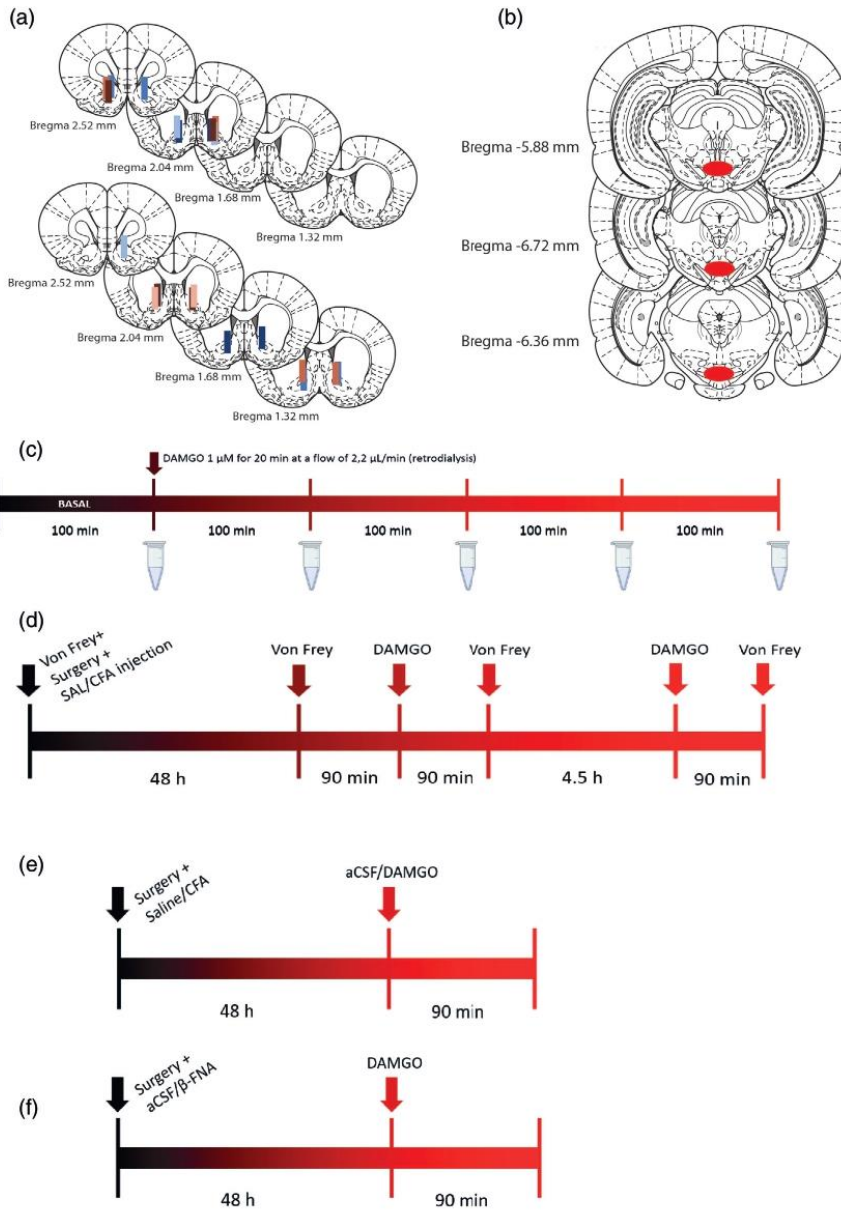 (a)
Bregma 2.52 mm
Bregma 2.04 mm
Bregma 1.68 mm
Bregma 1.32 mm
Bregma 2.52 mm
Bregma 2.04 mm
Bregma 1.68 mm
Bregma 1.32 mm
(b)
Bregma -5.88 mm
Bregma -6.72 mm
Bregma -6.36 mm
(c)
DAMGO 1 µM for 20 min at a flow of 2,2 µL/min (retrodialysis)
BASAL
100 min 100 min 100 min 100 min 100 min
(d)
Von Frey+
Surgery +
SAL/CFA injection
Von Frey DAMGO Von Frey DAMGO Von Frey
48 h 90 min 90 min 4.5 h 90 min
(e)
Surgery +
Saline/CFA
aCSF/DAMGO
48 h 90 min
(f)
Surgery +
aCSF/β-FNA
DAMGO
48 h 90 min